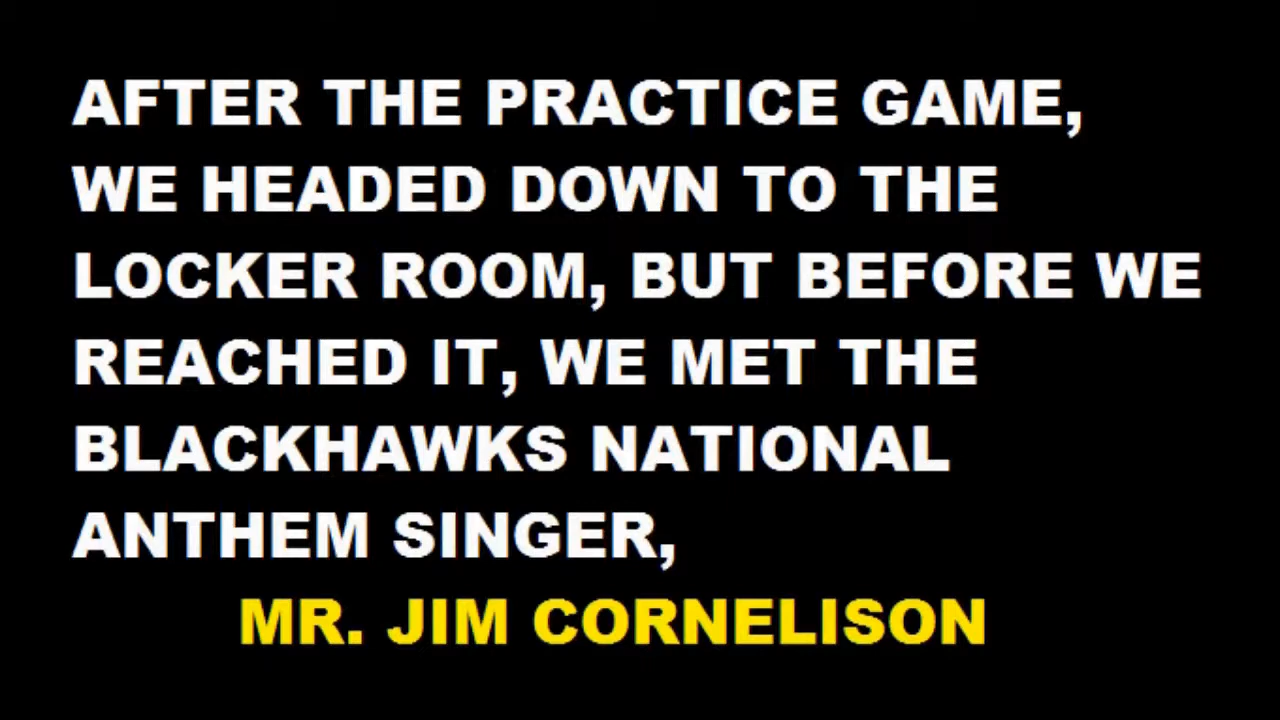 AFTER THE PRACTICE GAME,
WE HEADED DOWN TO THE
LOCKER ROOM, BUT BEFORE WE
REACHED IT, WE MET THE
BLACKHAWKS NATIONAL
ANTHEM SINGER,
MR. JIM CORNELISON